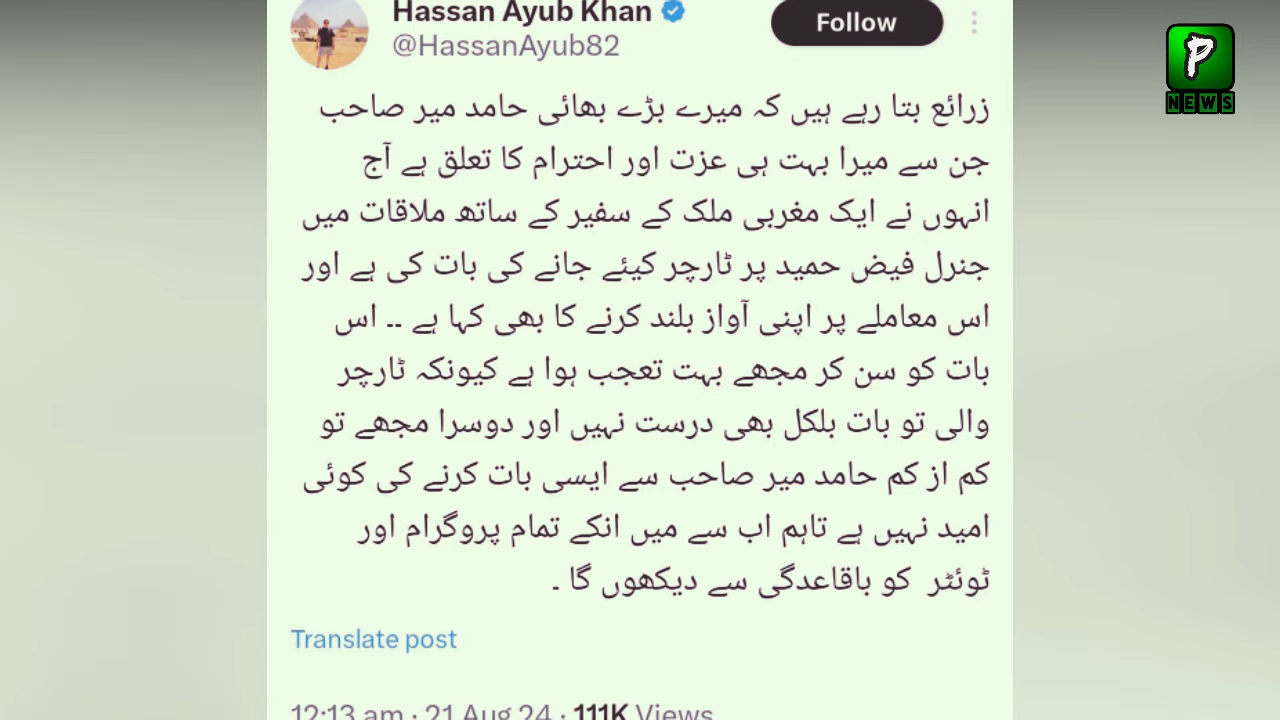 Hassan Ayub Khan
Follow
@HassanAyub82
P
NEWS
زرائع بتا رہے ہیں کہ میرے بڑے بھائی حامد میر صاحب
جن سے میرا بہت ہی عزت اور احترام کا تعلق ہے آج
انہوں نے ایک مغربی ملک کے سفیر کے ساتھ ملاقات میں
جنرل فیض حمید پر ٹارچر کیئے جانے کی بات کی ہے اور
اس معاملے پر اپنی آواز بلند کرنے کا بھی کہا ہے -- اس
بات کو سن کر مجھے بہت تعجب ہوا ہے کیونکہ ٹارچر
والی تو بات بلکل بھی درست نہیں اور دوسرا مجھے تو
کم از کم حامد میر صاحب سے ایسی بات کرنے کی کوئی
امید نہیں ہے تاہم اب سے میں انکے تمام پروگرام اور
ٹوئٹر کو باقاعدگی سے دیکھوں گا ۔
Translate post
12:13 am · 21 Aug 24 · 111K Views